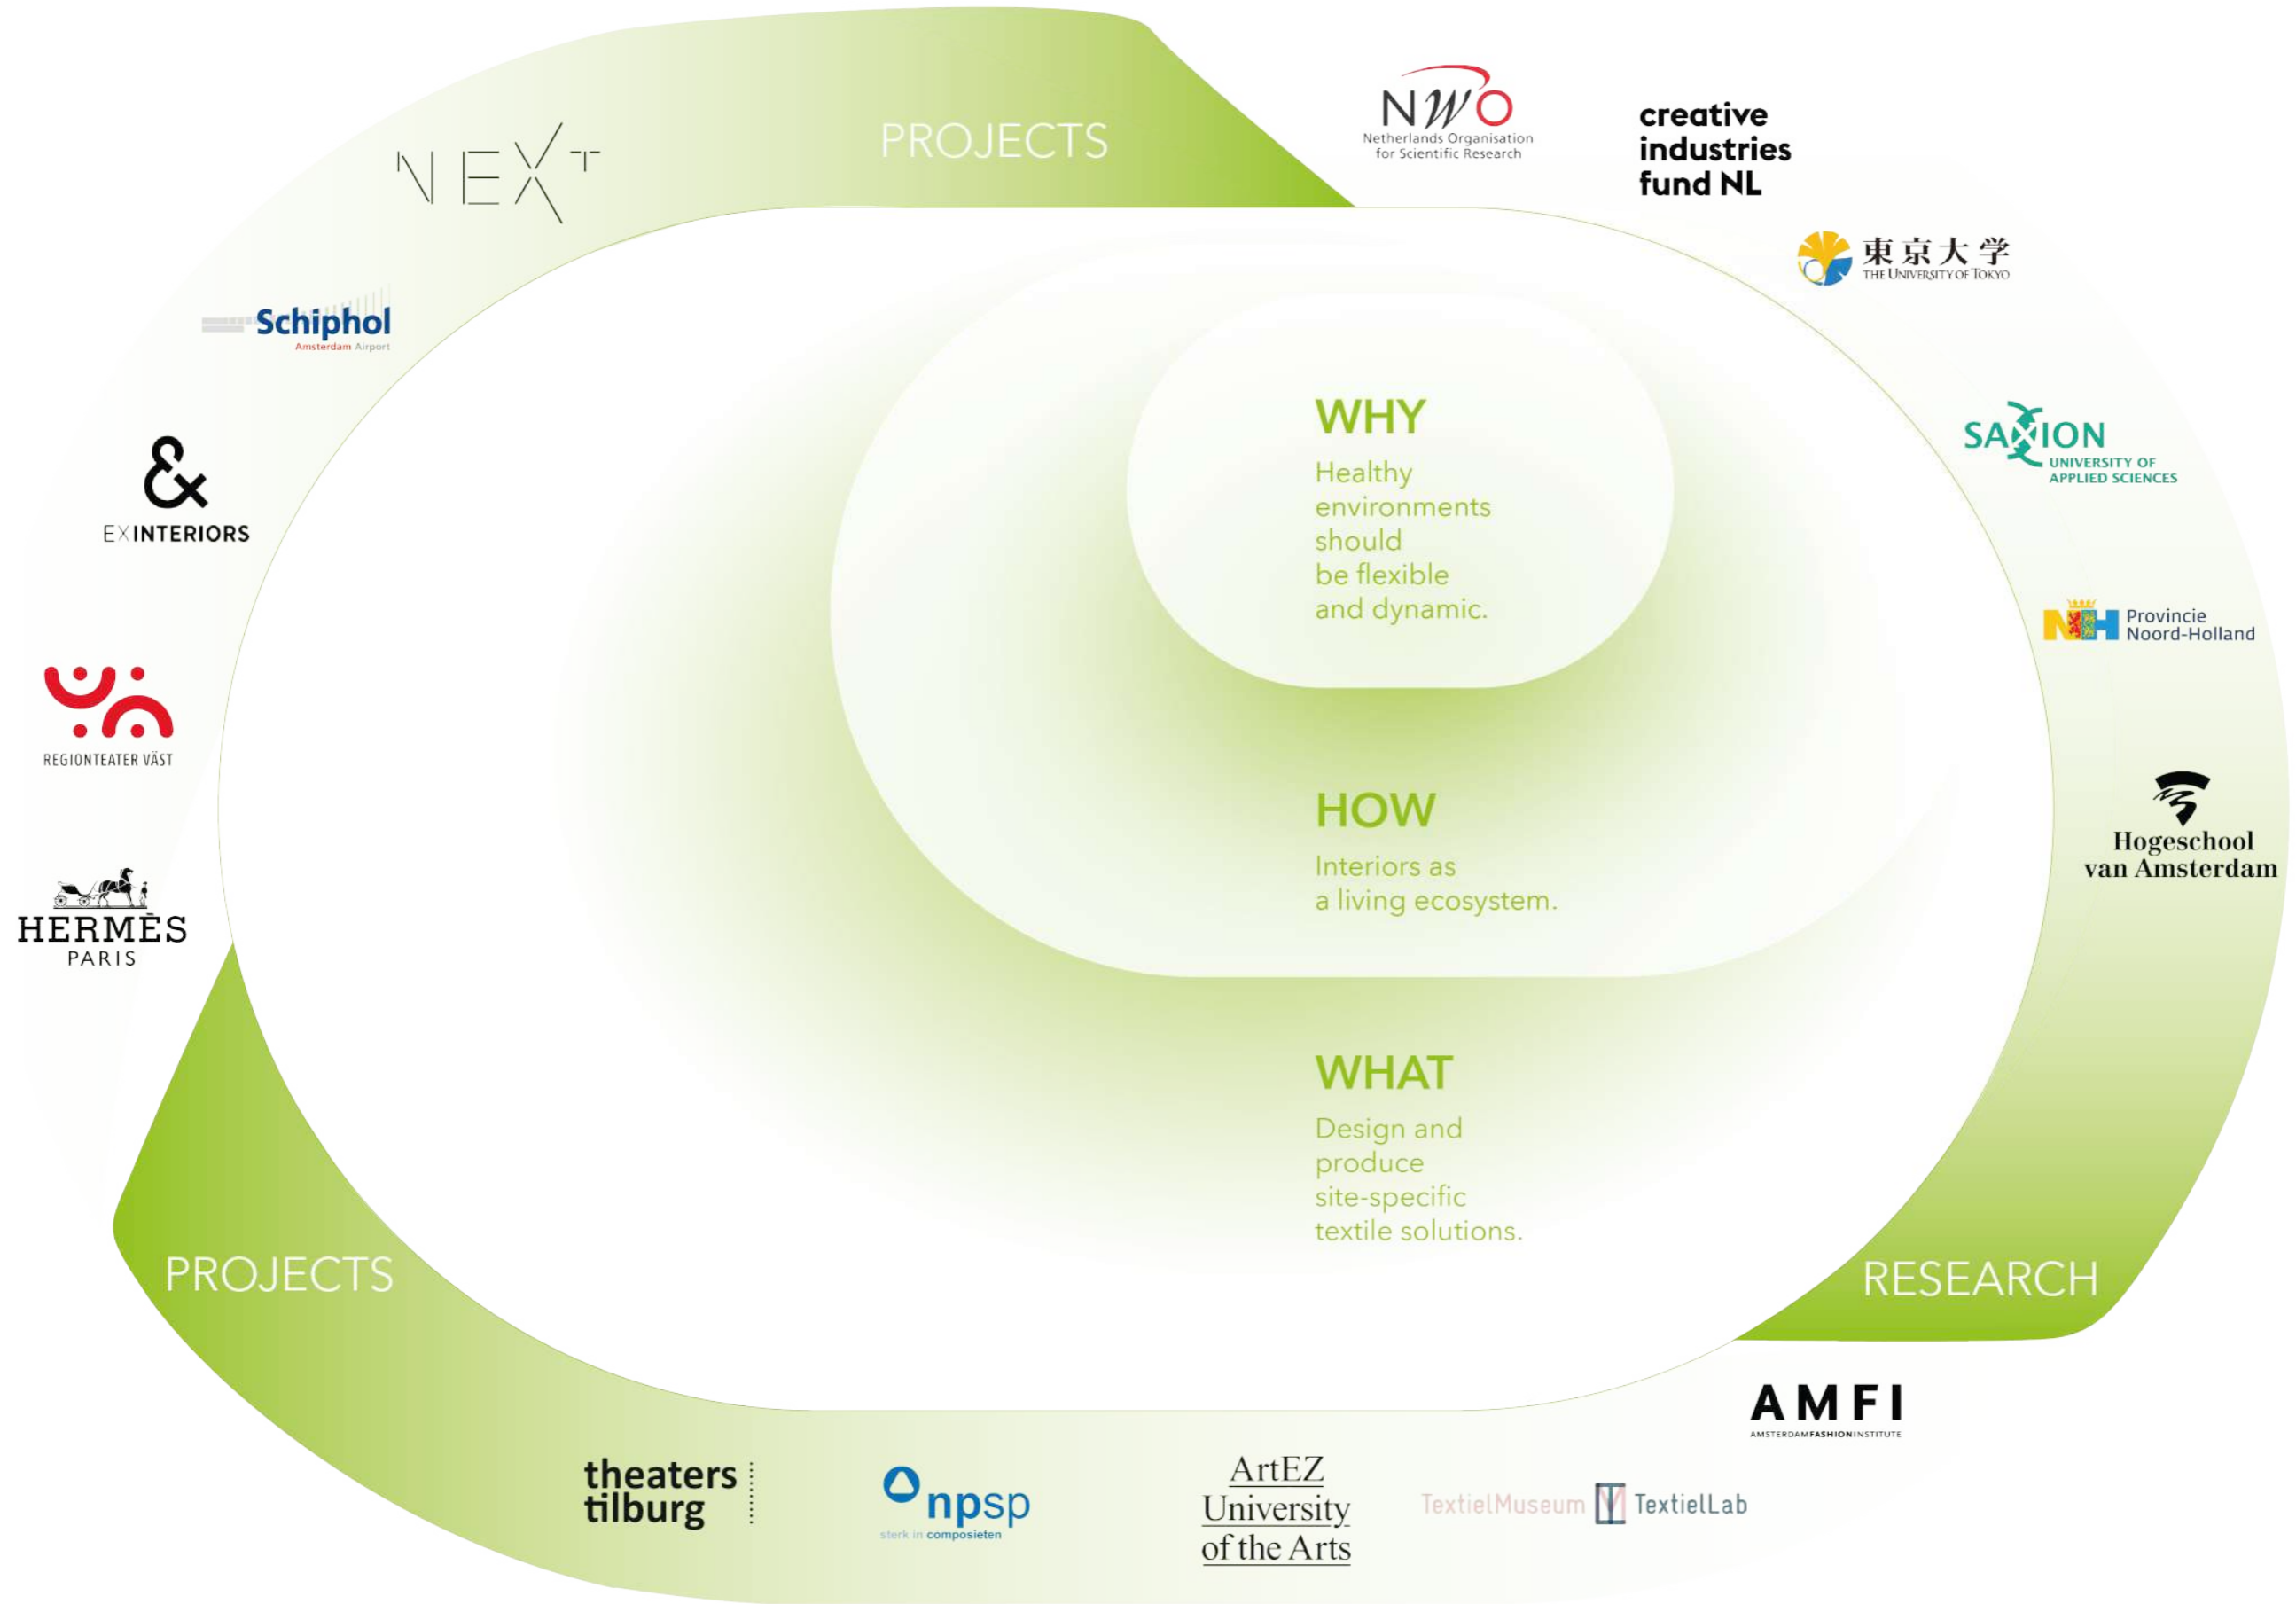 PROJECTS
NEXT
Schiphol
Amsterdam Airport
&
EXINTERIORS
REGIONTEATER VÄST
HERMÈS
PARIS
NWO
Netherlands Organisation
for Scientific Research
creative
industries
fund NL
東京大学
THE UNIVERSITY OF TOKYO
SAXION
UNIVERSITY OF
APPLIED SCIENCES
NH
Provincie
Noord-Holland
Hogeschool
van Amsterdam
WHY
Healthy
environments
should
be flexible
and dynamic.
HOW
Interiors as
a living ecosystem.
WHAT
Design and
produce
site-specific
textile solutions.
PROJECTS
RESEARCH
theaters
tilburg
npsp
sterk in composieten
ArtEZ
University
of the Arts
TextielMuseum TextielLab
AMFI
AMSTERDAMFASHIONINSTITUTE